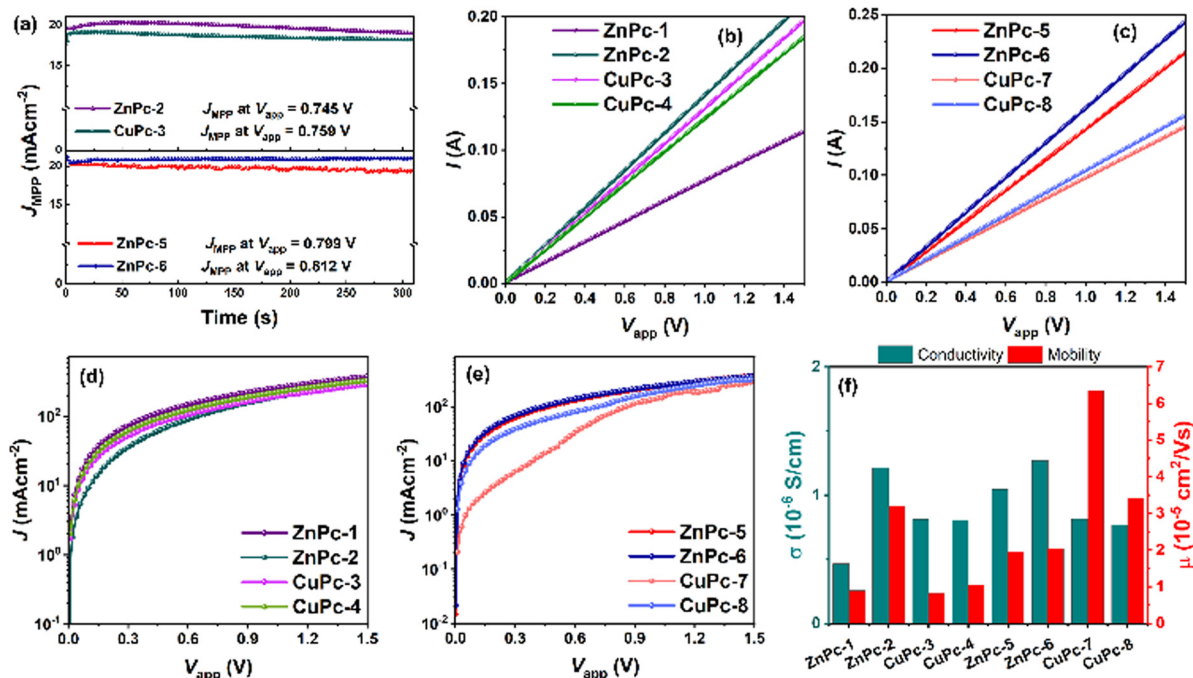 (a)
20
15
0
J_MPP (mAcm⁻²)
ZnPc-2 J_MPP at V_app = 0.745 V
CuPc-3 J_MPP at V_app = 0.759 V
20
15
0
ZnPc-5 J_MPP at V_app = 0.799 V
ZnPc-6 J_MPP at V_app = 0.812 V
0 50 100 150 200 250 300
Time (s)
(b)
0.20
0.15
0.10
0.05
0.00
I (A)
ZnPc-1
ZnPc-2
CuPc-3
CuPc-4
0.0 0.2 0.4 0.6 0.8 1.0 1.2 1.4
V_app (V)
(c)
0.25
0.20
0.15
0.10
0.05
0.00
I (A)
ZnPc-5
ZnPc-6
CuPc-7
CuPc-8
0.0 0.2 0.4 0.6 0.8 1.0 1.2 1.4
V_app (V)
(d)
10²
10¹
10⁰
10⁻¹
J (mAcm⁻²)
ZnPc-1
ZnPc-2
CuPc-3
CuPc-4
0.0 0.3 0.6 0.9 1.2 1.5
V_app (V)
(e)
10²
10¹
10⁰
10⁻¹
10⁻²
J (mAcm⁻²)
ZnPc-5
ZnPc-6
CuPc-7
CuPc-8
0.0 0.3 0.6 0.9 1.2 1.5
V_app (V)
Conductivity Mobility
(f)
2
1
0
σ (10⁻⁶ S/cm)
7
6
5
4
3
2
1
0
μ (10⁻⁵ cm²/Vs)
ZnPc-1 ZnPc-2 CuPc-3 CuPc-4 ZnPc-5 ZnPc-6 CuPc-7 CuPc-8